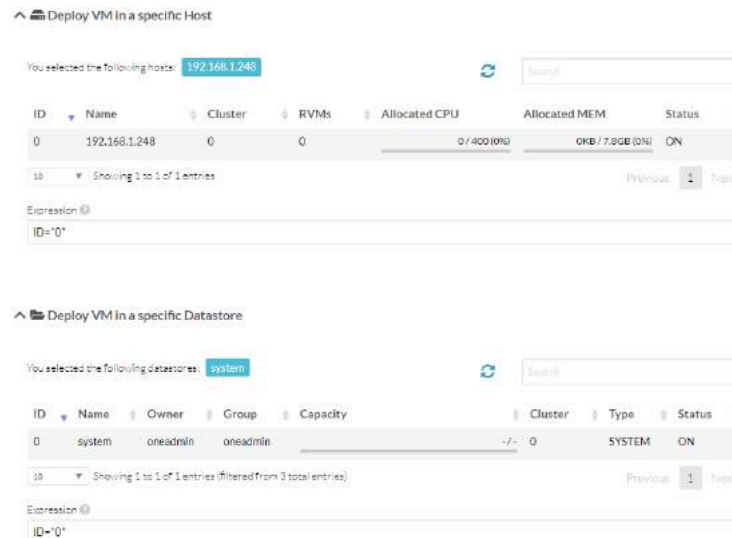 Deploy VM in a specific Host
You selected the following hosts: 192.168.1.248
Search
ID Name Cluster RVMs Allocated CPU Allocated MEM Status
0 192.168.1.248 0 0 0 / 400 (0%) 0KB / 7.8GB (0%) ON
10 Showing 1 to 1 of 1 entries Previous 1 Next
Expression
ID="0"
Deploy VM in a specific Datastore
You selected the following datastores: system
Search
ID Name Owner Group Capacity Cluster Type Status
0 system oneadmin oneadmin -/- 0 SYSTEM ON
10 Showing 1 to 1 of 1 entries (filtered from 3 total entries) Previous 1
Expression
ID="0"